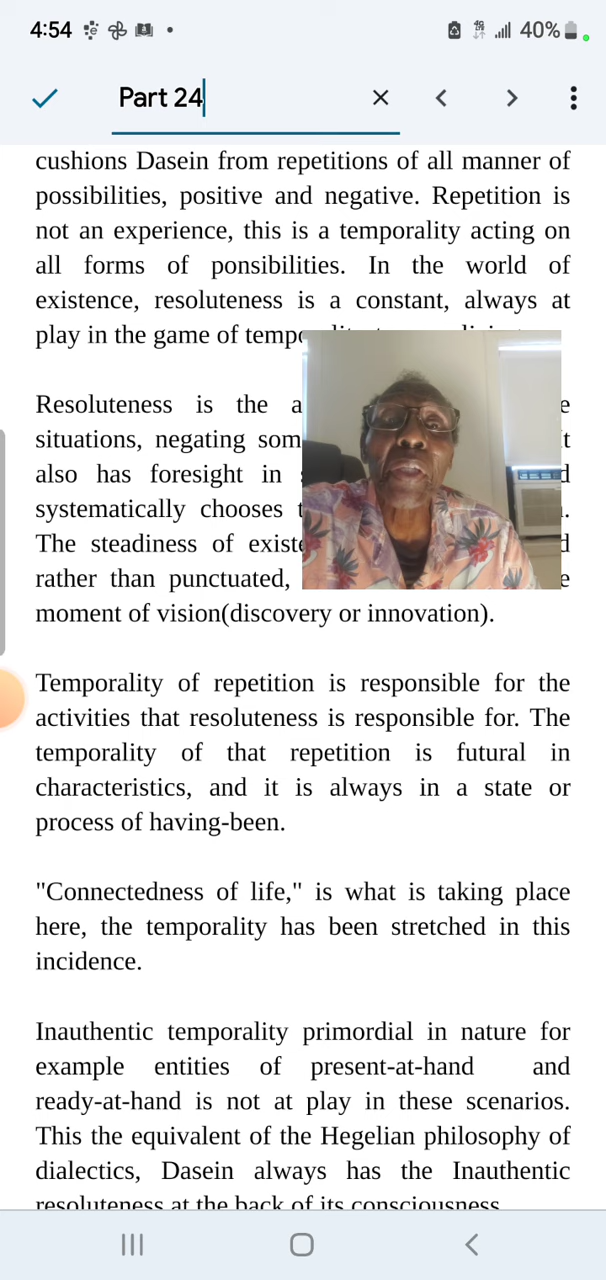 4:54
40%
Part 24
cushions Dasein from repetitions of all manner of
possibilities, positive and negative. Repetition is
not an experience, this is a temporality acting on
all forms of ponsibilities. In the world of
existence, resoluteness is a constant, always at
play in the game of
Resoluteness is the
situations, negating
also has foresight in
systematically chooses
The steadiness of
rather than punctuated,
moment of vision(discovery or innovation).
Temporality of repetition is responsible for the
activities that resoluteness is responsible for. The
temporality of that repetition is futural in
characteristics, and it is always in a state or
process of having-been.
"Connectedness of life," is what is taking place
here, the temporality has been stretched in this
incidence.
Inauthentic temporality primordial in nature for
example entities of present-at-hand and
ready-at-hand is not at play in these scenarios.
This the equivalent of the Hegelian philosophy of
dialectics, Dasein always has the Inauthentic
resoluteness at the back of its consciousness